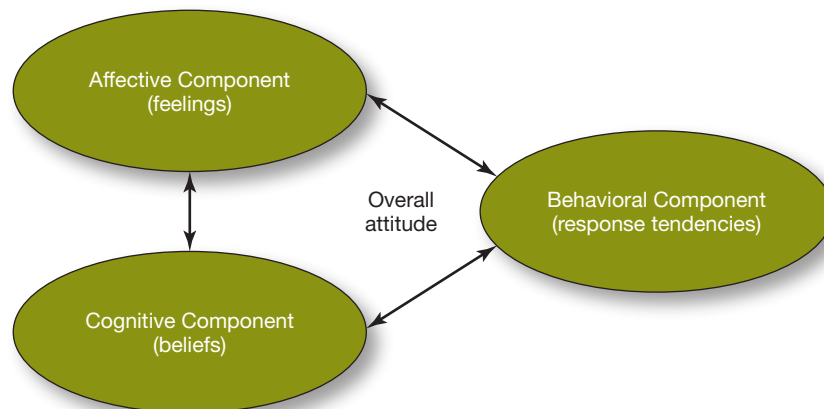 Affective Component
(feelings)
Overall
attitude
Behavioral Component
(response tendencies)
Cognitive Component
(beliefs)